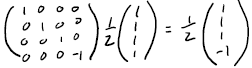 ( 1 0 0 0 ) 1/2 ( 1 ) = 1/2 ( 1 )
( 0 1 0 0 )     ( 1 )       ( 1 )
( 0 0 1 0 )     ( 1 )       ( 1 )
( 0 0 0 -1 )    ( 1 )       ( -1 )